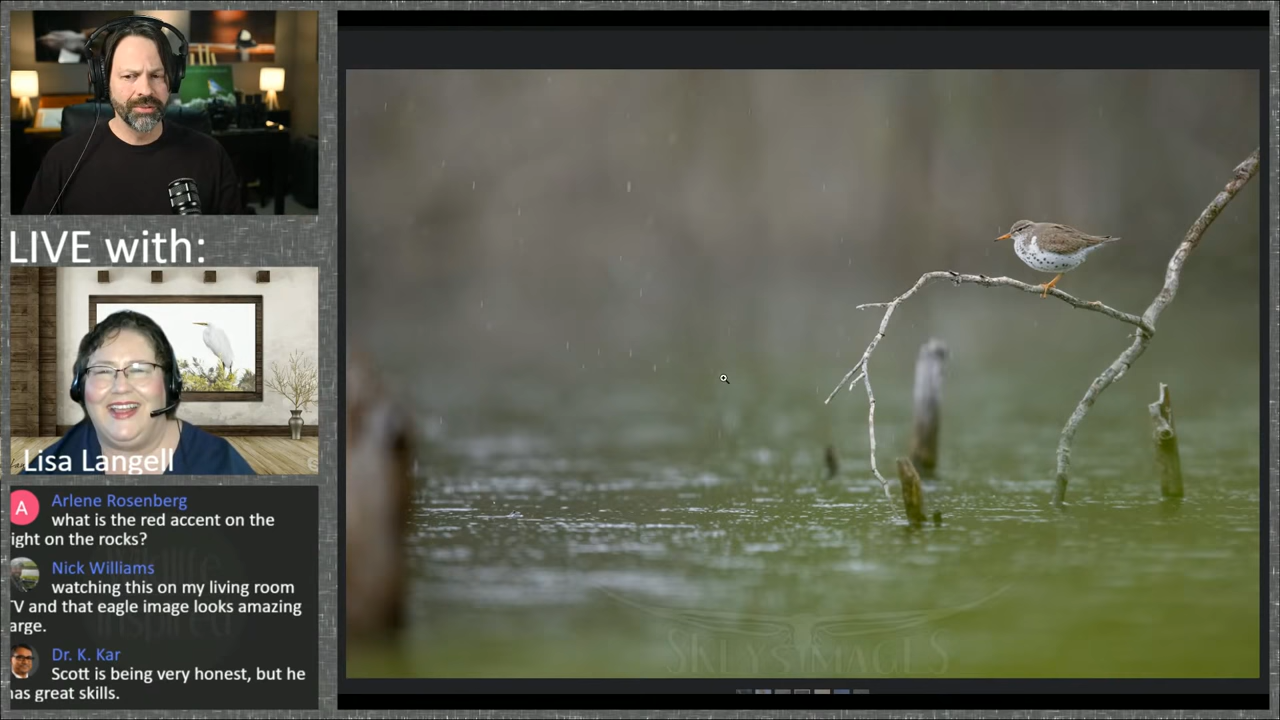 LIVE with:
Lisa Langell
A
Arlene Rosenberg
what is the red accent on the
ight on the rocks?
Nick Williams
watching this on my living room
TV and that eagle image looks amazing
arge.
Dr. K. Kar
Scott is being very honest, but he
has great skills.